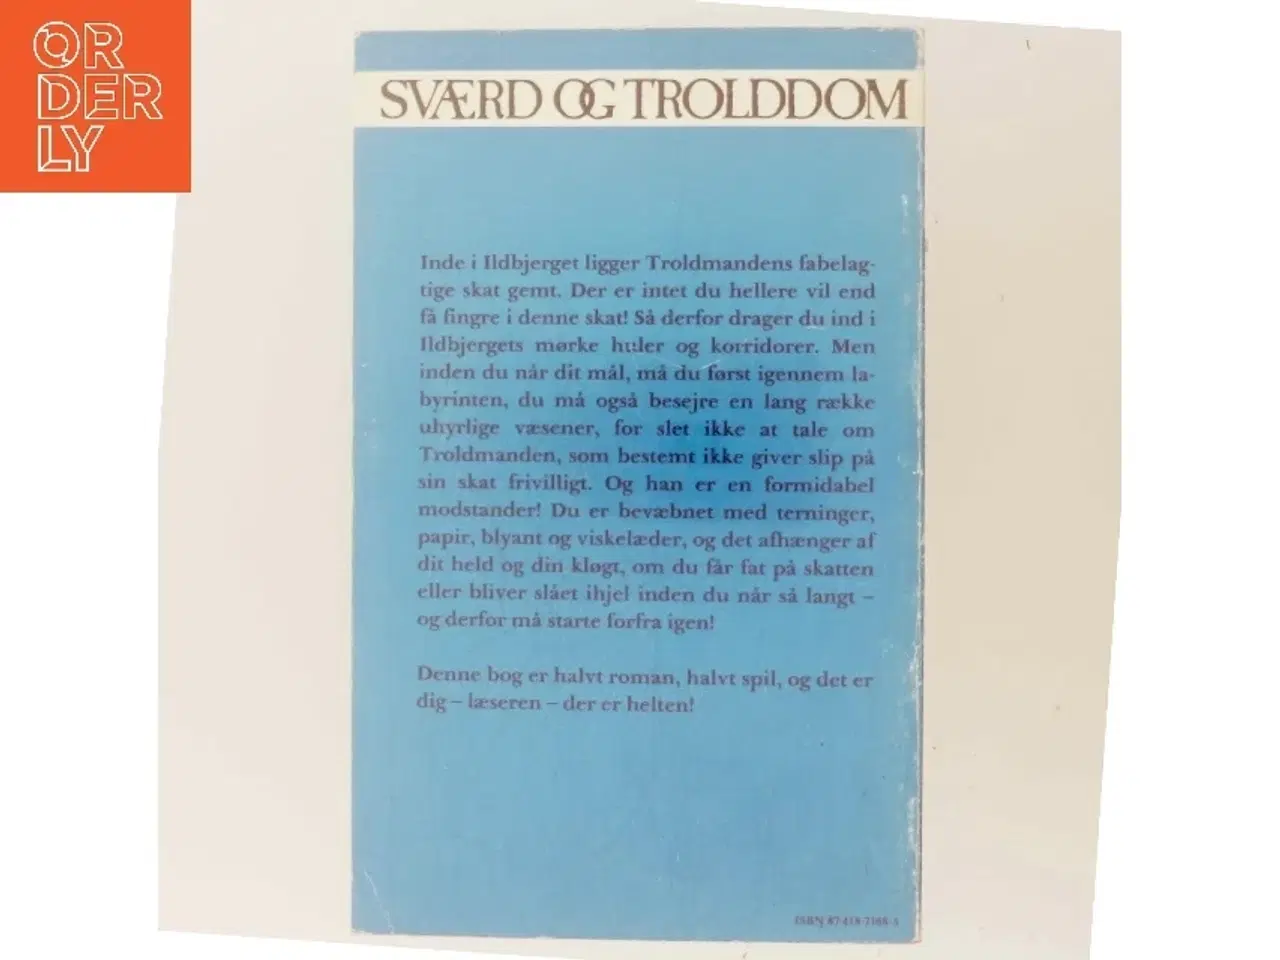 ORDERLY
SVÆRD OG TROLDDOM
Inde i Ildbjerget ligger Troldmandens fabelag-
tige skat gemt. Der er intet du hellere vil end
få fingre i denne skat! Så derfor drager du ind i
Ildbjergets mørke huler og korridorer. Men
inden du når dit mål, må du først igennem la-
byrinten, du må også besejre en lang række
uhyrlige væsener, for slet ikke at tale om
Troldmanden, som bestemt ikke giver slip på
sin skat frivilligt. Og han er en formidabel
modstander! Du er bevæbnet med terninger,
papir, blyant og viskelæder, og det afhænger af
dit held og din kløgt, om du får fat på skatten
eller bliver slået ihjel inden du når så langt –
og derfor må starte forfra igen!
Denne bog er halvt roman, halvt spil, og det er
dig – læseren – der er helten!
ISBN 87-418-7168-5